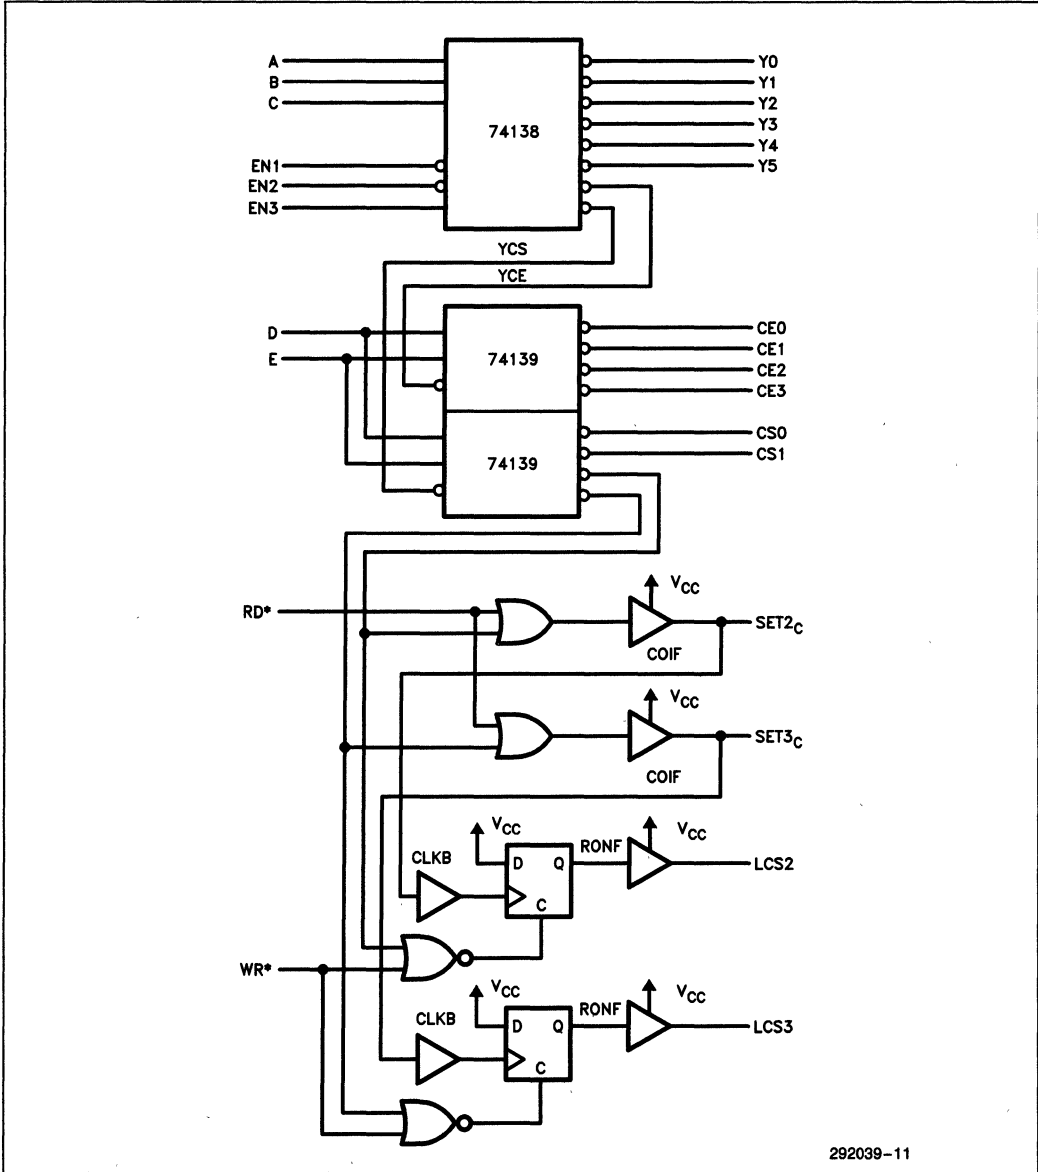 A
B
C
EN1
EN2
EN3
74138
Y0
Y1
Y2
Y3
Y4
Y5
YCS
YCE
D
E
74139
74139
CE0
CE1
CE2
CE3
CS0
CS1
RD*
VCC
COIF
SET2C
VCC
COIF
SET3C
VCC
CLKB
D Q
C
RONF
VCC
LCS2
WR*
VCC
CLKB
D Q
C
RONF
VCC
LCS3
292039-11